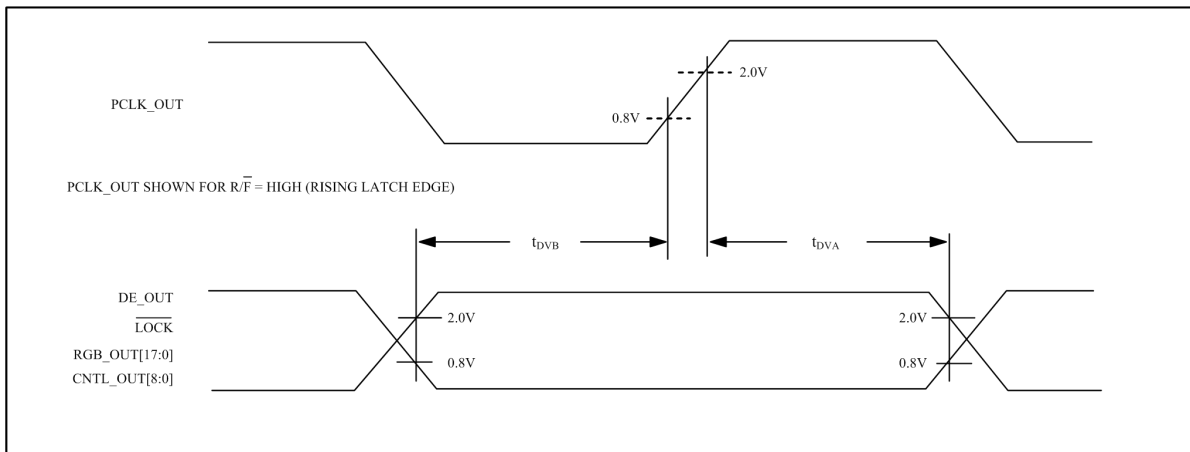 2.0V
PCLK_OUT
0.8V
PCLK_OUT SHOWN FOR R/F̅ = HIGH (RISING LATCH EDGE)
tDVB
tDVA
DE_OUT
2.0V
2.0V
L̅O̅C̅K̅
RGB_OUT[17:0]
0.8V
0.8V
CNTL_OUT[8:0]